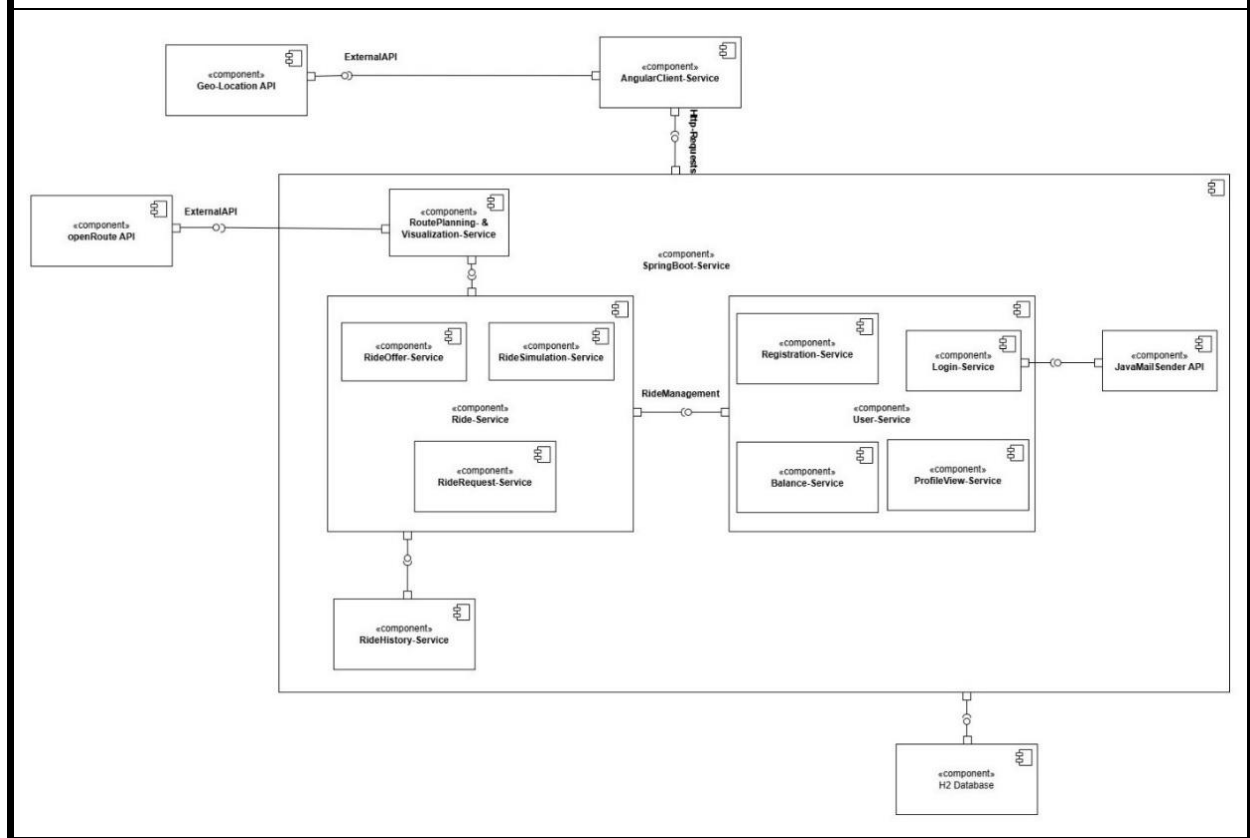 ExternalAPI
«component»
Geo-Location API
«component»
AngularClient-Service
Http-Requests
«component»
openRoute API
ExternalAPI
«component»
RoutePlanning- &
Visualization-Service
«component»
SpringBoot-Service
«component»
RideOffer-Service
«component»
RideSimulation-Service
«component»
Ride-Service
«component»
RideRequest-Service
RideManagement
«component»
Registration-Service
«component»
Login-Service
«component»
JavaMailSender API
«component»
User-Service
«component»
Balance-Service
«component»
ProfileView-Service
«component»
RideHistory-Service
«component»
H2 Database